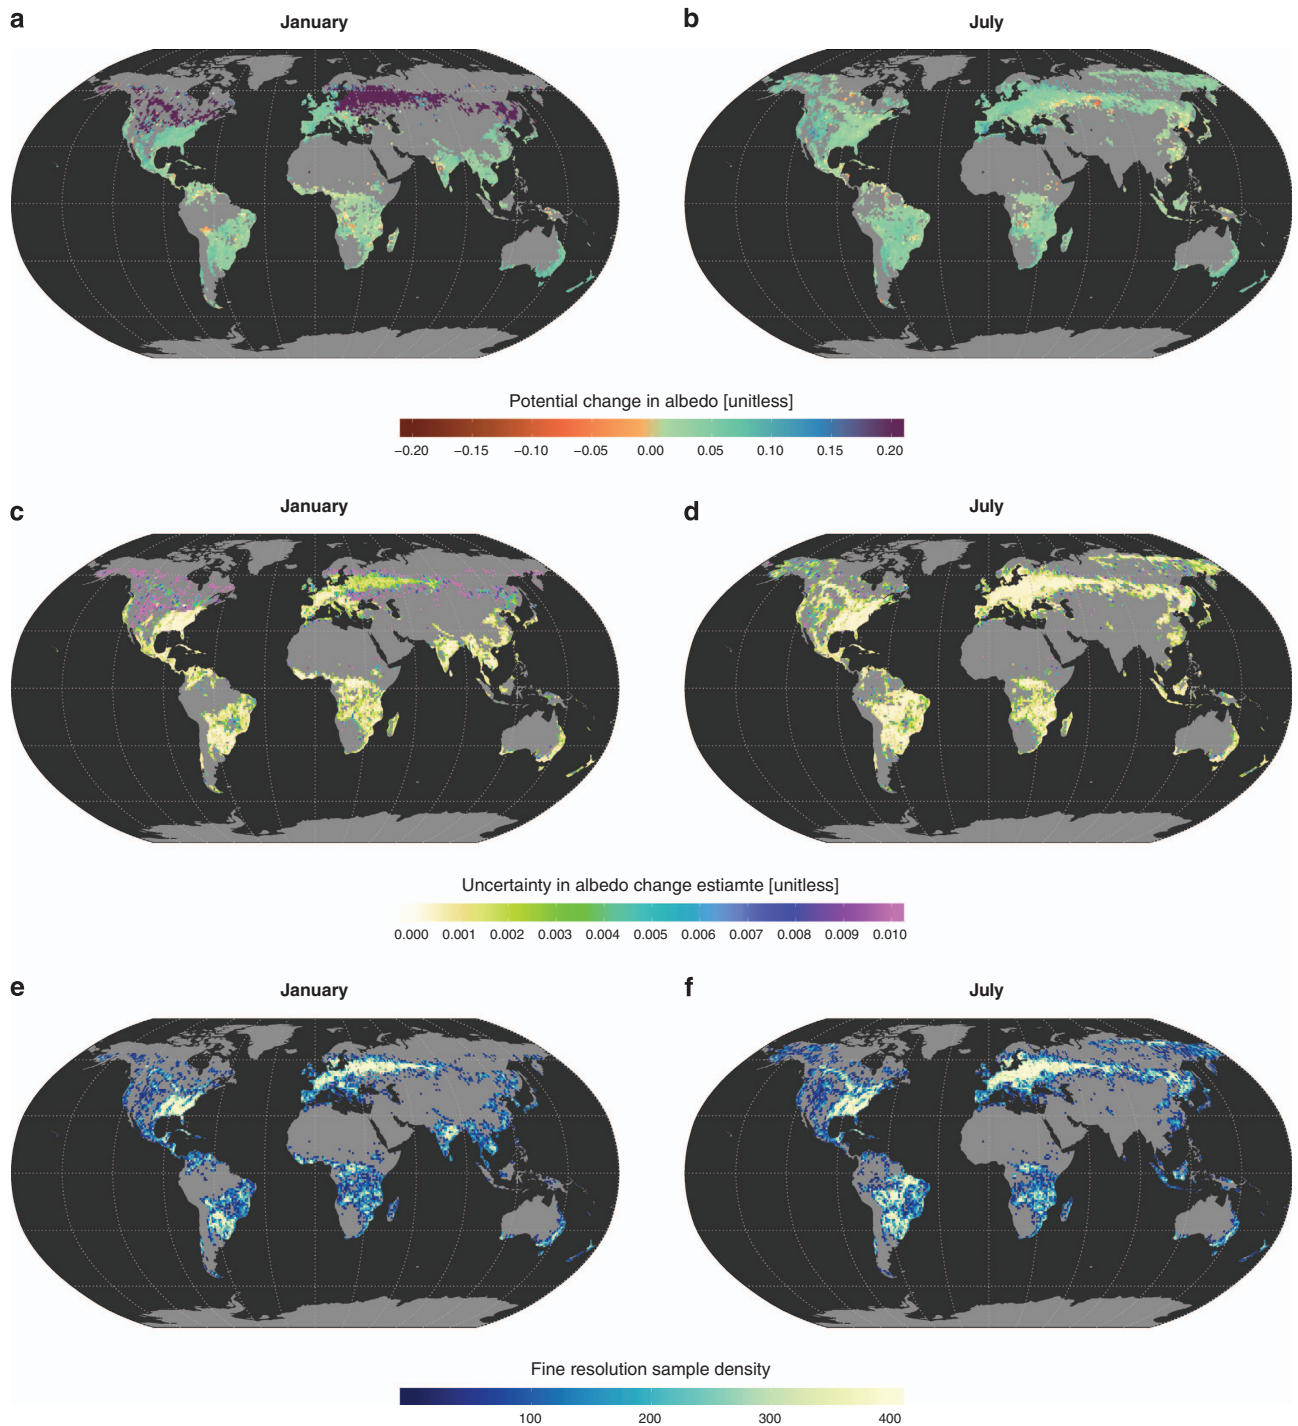 a
January
b
July
Potential change in albedo [unitless]
−0.20 −0.15 −0.10 −0.05 0.00 0.05 0.10 0.15 0.20
c
January
d
July
Uncertainty in albedo change estiamte [unitless]
0.000 0.001 0.002 0.003 0.004 0.005 0.006 0.007 0.008 0.009 0.010
e
January
f
July
Fine resolution sample density
100 200 300 400